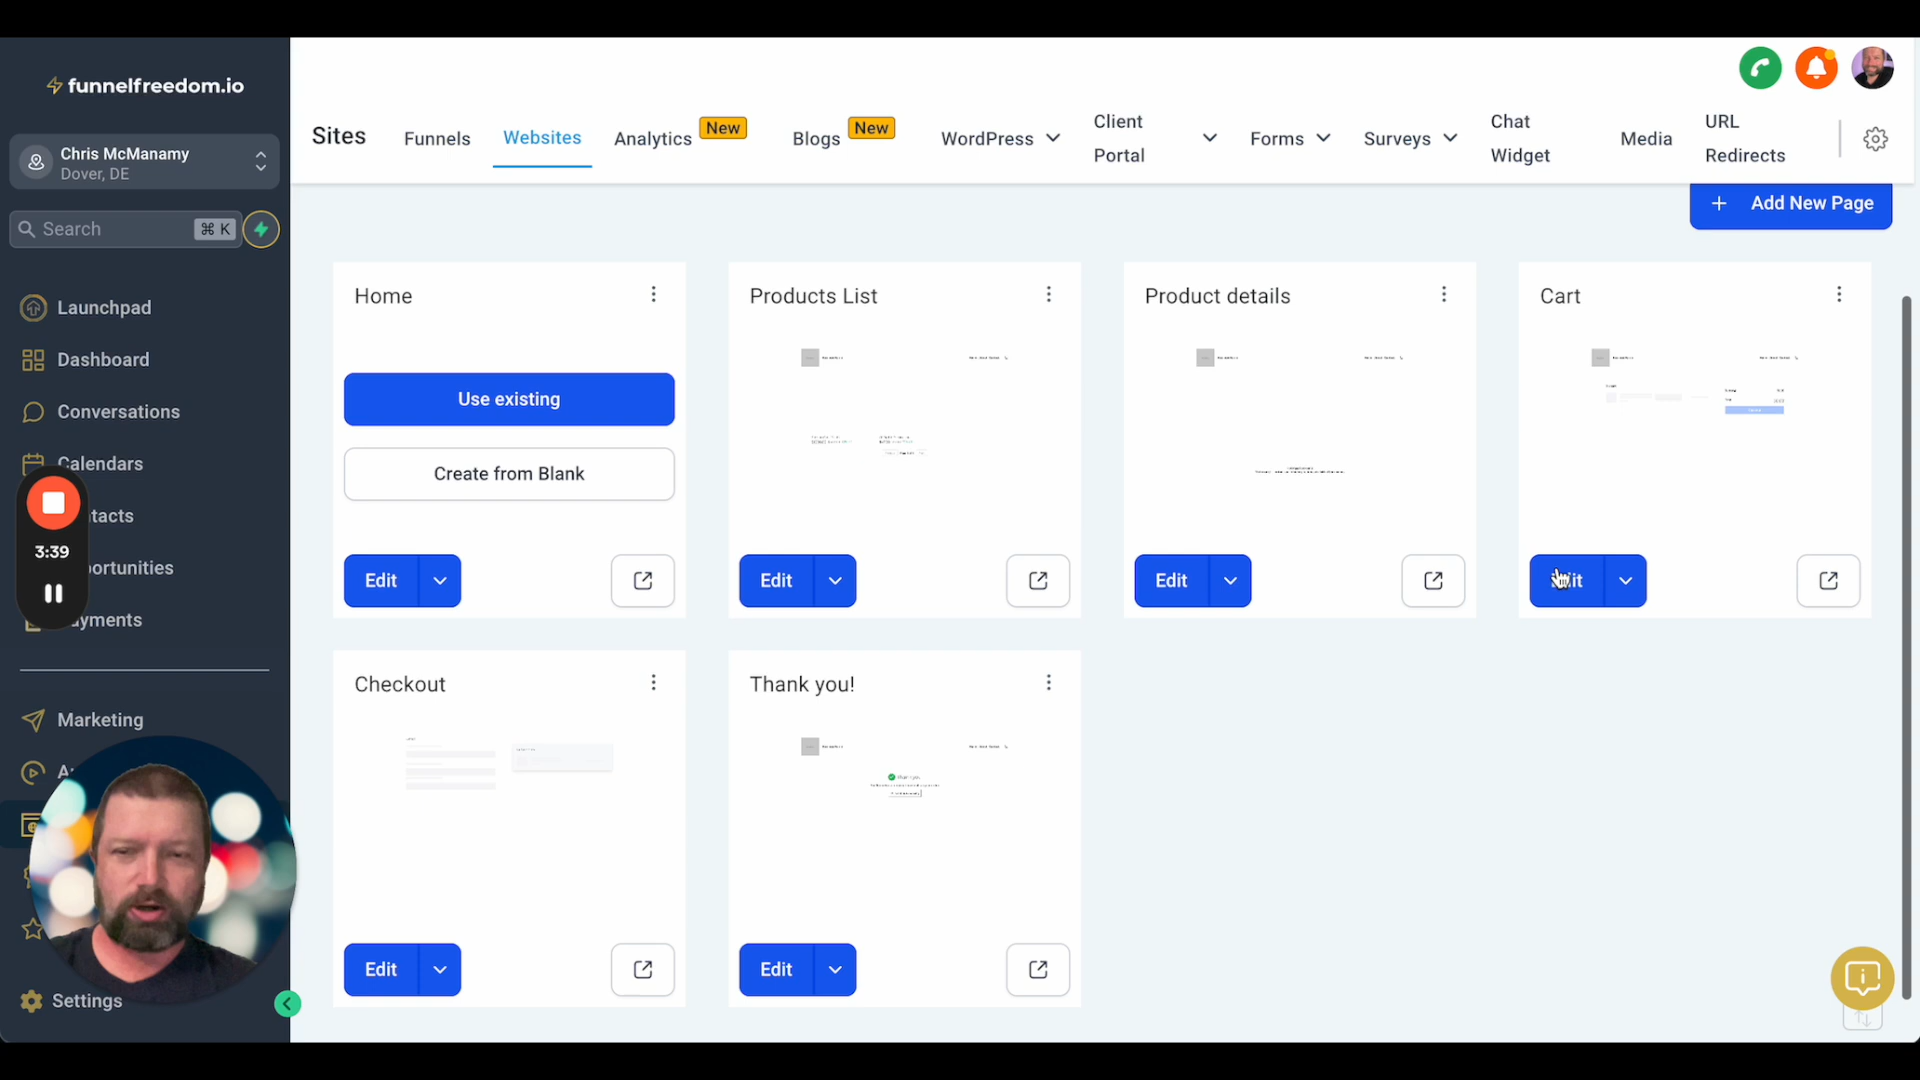 funnelfreedom.io
Chris McManamy
Dover, DE
Search
⌘ K
Launchpad
Dashboard
Conversations
Calendars
tacts
portunities
yments
3:39
Marketing
Settings
Sites
Funnels
Websites
Analytics
New
Blogs
New
WordPress
Client
Portal
Forms
Surveys
Chat
Widget
Media
URL
Redirects
+ Add New Page
Home
Use existing
Create from Blank
Edit
Products List
Edit
Product details
Edit
Cart
Checkout
Edit
Thank you!
Edit